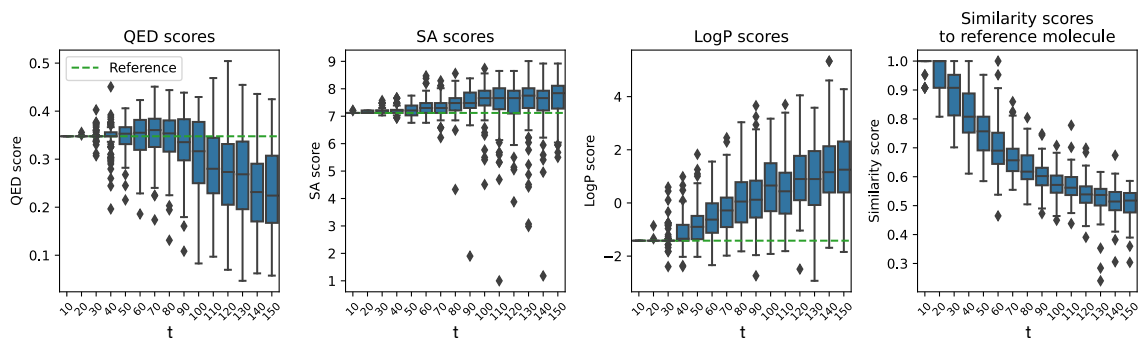 QED scores
QED score
0.5
0.4
0.3
0.2
0.1
Reference
10 20 30 40 50 60 70 80 90 100 110 120 130 140 150
t
SA scores
SA score
9
8
7
6
5
4
3
2
1
10 20 30 40 50 60 70 80 90 100 110 120 130 140 150
t
LogP scores
LogP score
4
2
0
−2
10 20 30 40 50 60 70 80 90 100 110 120 130 140 150
t
Similarity scores
to reference molecule
Similarity score
1.0
0.9
0.8
0.7
0.6
0.5
0.4
0.3
10 20 30 40 50 60 70 80 90 100 110 120 130 140 150
t